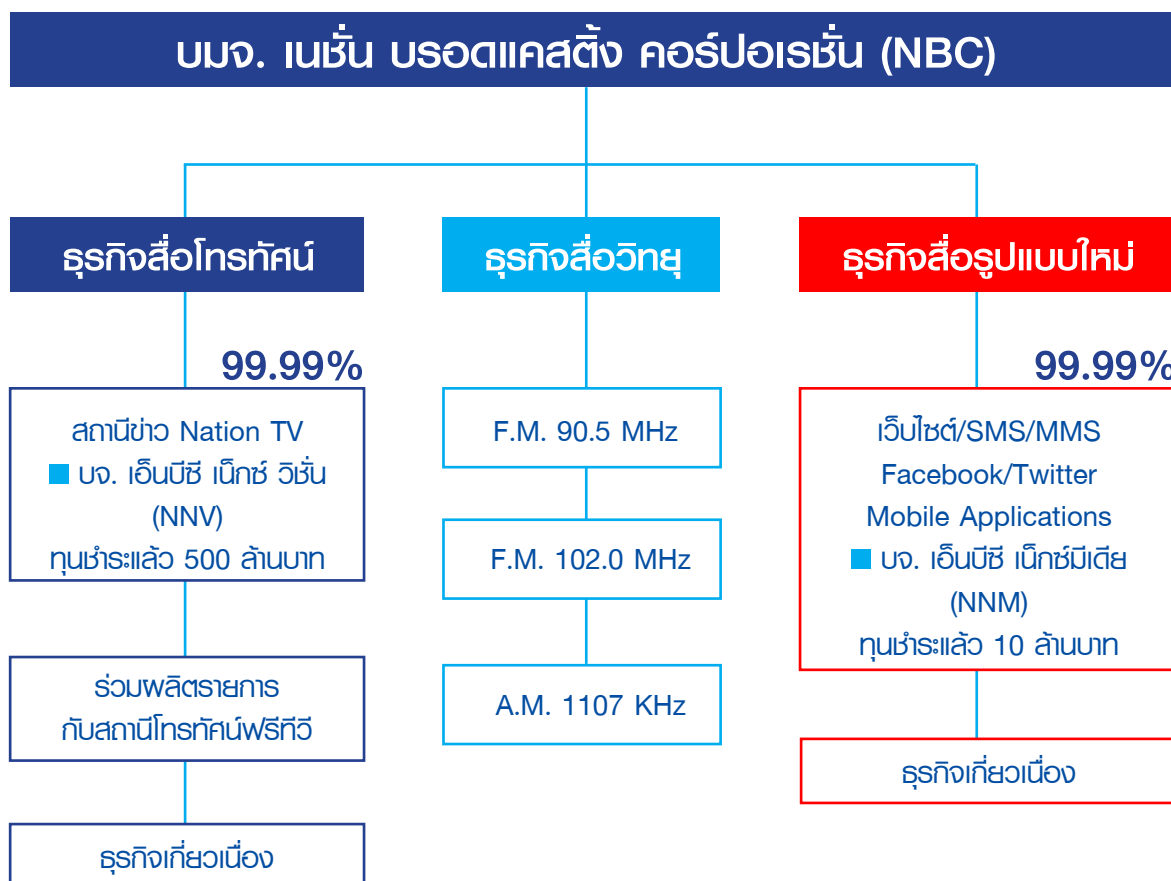 บมจ. เนชั่น บรอดแคสติ้ง คอร์ปอเรชั่น (NBC)
ธุรกิจสื่อโทรทัศน์
99.99%
สถานีข่าว Nation TV
บจ. เอ็นบีซี เน็กซ์ วิชั่น
(NNV)
ทุนชำระแล้ว 500 ล้านบาท
ร่วมผลิตรายการ
กับสถานีโทรทัศน์ฟรีทีวี
ธุรกิจเกี่ยวเนื่อง
ธุรกิจสื่อวิทยุ
F.M. 90.5 MHz
F.M. 102.0 MHz
A.M. 1107 KHz
ธุรกิจสื่อรูปแบบใหม่
99.99%
เว็บไซต์/SMS/MMS
Facebook/Twitter
Mobile Applications
บจ. เอ็นบีซี เน็กซ์มีเดีย
(NNM)
ทุนชำระแล้ว 10 ล้านบาท
ธุรกิจเกี่ยวเนื่อง